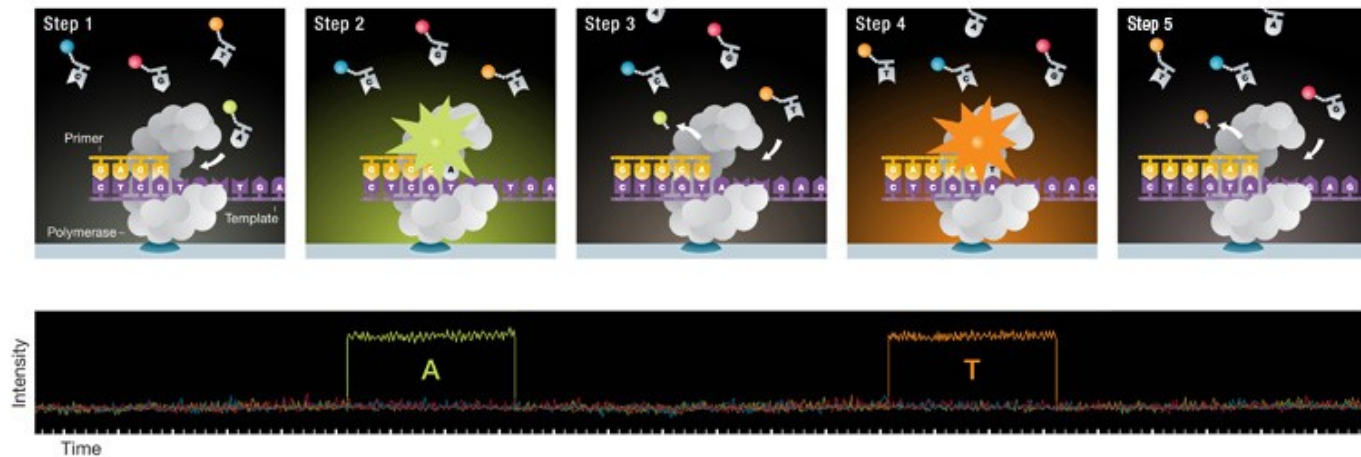 Step 1
Step 2
Step 3
Step 4
Step 5
C
G
T
A
C
G
T
A
C
G
T
T
A
C
G
T
C
G
Primer
G A G C
C T C G T T G A
Template
Polymerase
G A G C A
C T C G T T G A
G A G C A
C T C G T G A G
G A G C A T
C T C G T A G A G
G A G C A T
C T C G T A G A G
Intensity
A
T
Time